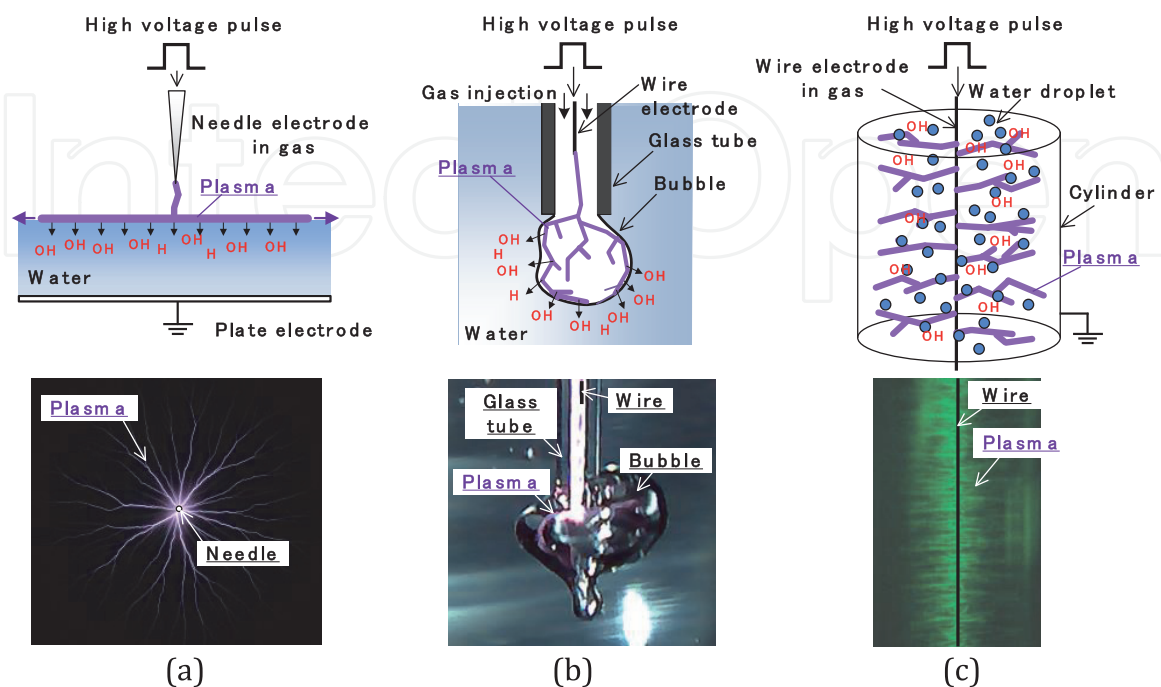 High voltage pulse
Needle electrode
in gas
Plasma
OH
OH
OH
OH
H
OH
OH
OH
OH
Water
Plate electrode
Plasma
Needle
(a)
High voltage pulse
Gas injection
Wire
electrode
Glass tube
Plasma
Bubble
OH
H
OH
H
OH
OH
OH
H
OH
OH
OH
Water
Glass
tube
Wire
Plasma
Bubble
(b)
High voltage pulse
Wire electrode
in gas
Water droplet
OH
OH
OH
OH
OH
OH
OH
OH
OH
OH
OH
OH
Cylinder
Plasma
Wire
Plasma
(c)
IntechOpen